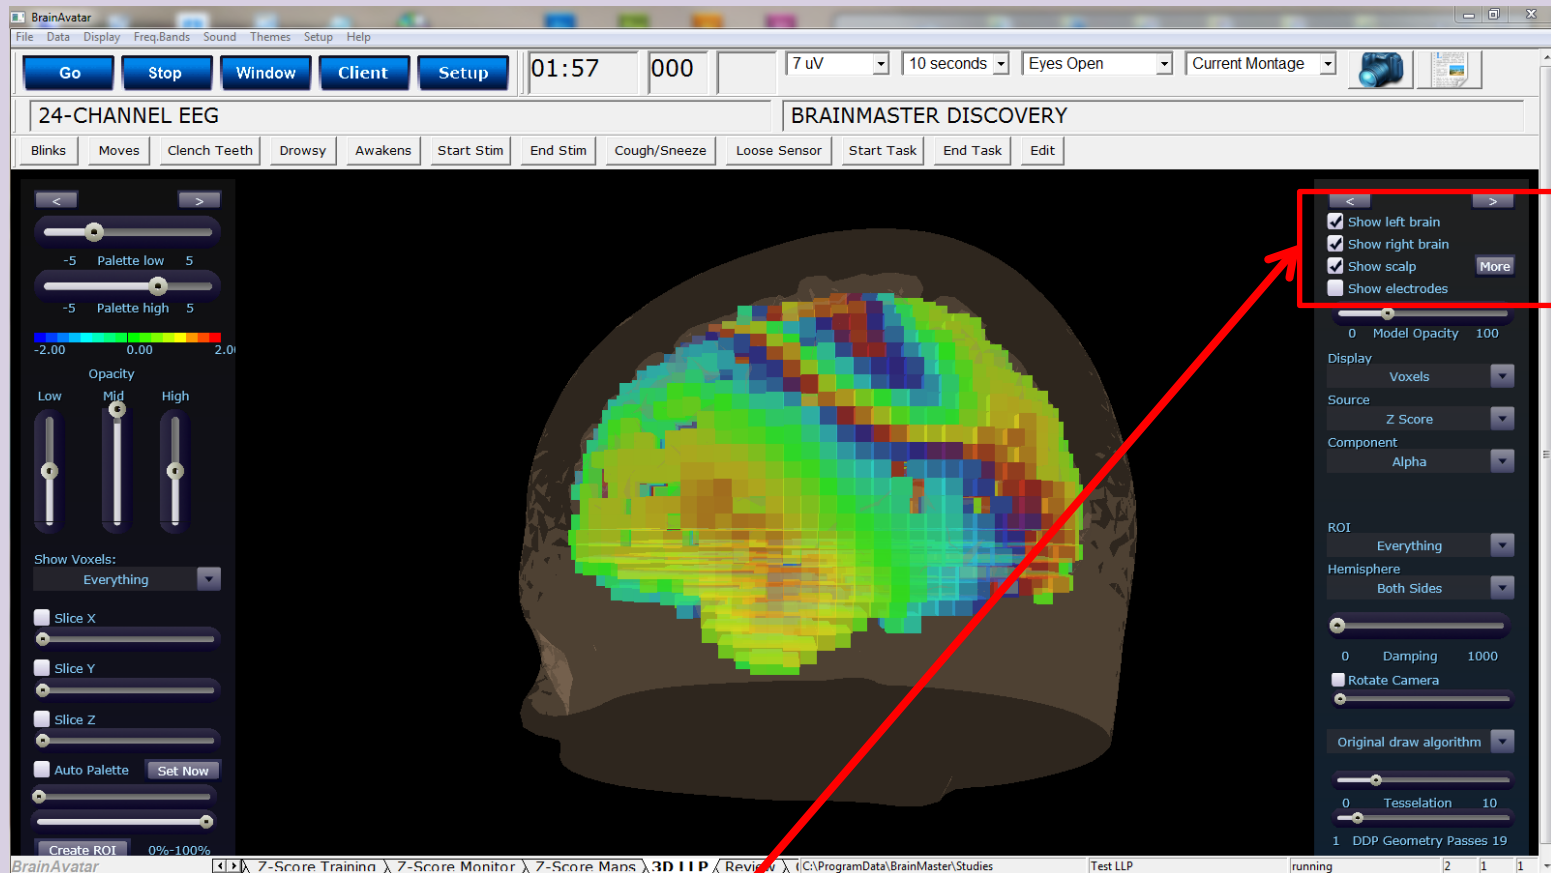 BrainAvatar
File Data Display Freq.Bands Sound Themes Setup Help
Go Stop Window Client Setup 01:57 000 7 uV 10 seconds Eyes Open Current Montage
24-CHANNEL EEG BRAINMASTER DISCOVERY
Blinks Moves Clench Teeth Drowsy Awakens Start Stim End Stim Cough/Sneeze Loose Sensor Start Task End Task Edit
< >
-5 Palette low 5
-5 Palette high 5
-2.00 0.00 2.0
Opacity
Low Mid High
Show Voxels:
Everything
Slice X
Slice Y
Slice Z
Auto Palette Set Now
Create ROI 0%-100%
< >
Show left brain
Show right brain
Show scalp More
Show electrodes
0 Model Opacity 100
Display
Voxels
Source
Z Score
Component
Alpha
ROI
Everything
Hemisphere
Both Sides
0 Damping 1000
Rotate Camera
Original draw algorithm
0 Tesselation 10
1 DDP Geometry Passes 19
BrainAvatar Z-Score Training Z-Score Monitor Z-Score Maps 3D LLP Review C:\ProgramData\BrainMaster\Studies Test LLP running 2 1 1